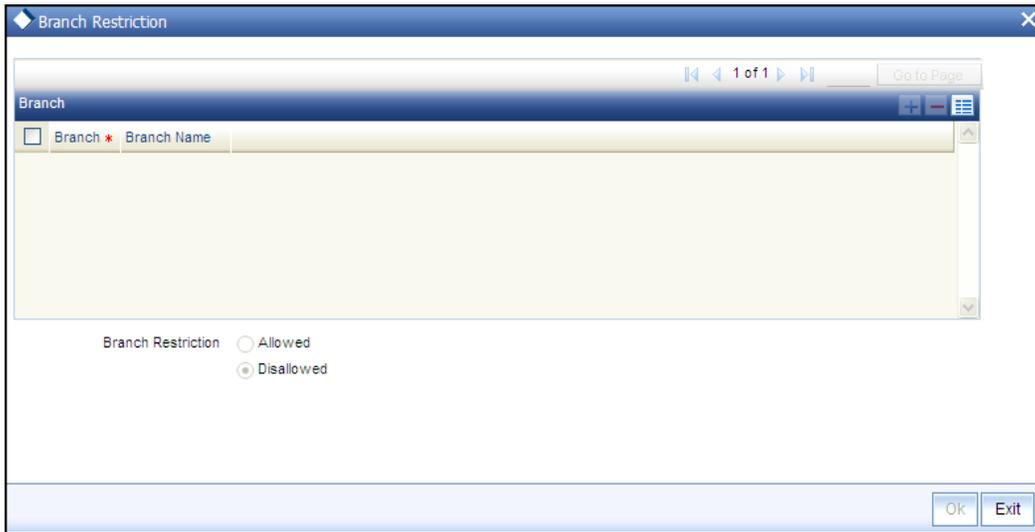 Branch Restriction
1 of 1 Go to Page
Branch
Branch * Branch Name
Branch Restriction Allowed
Disallowed
Ok Exit